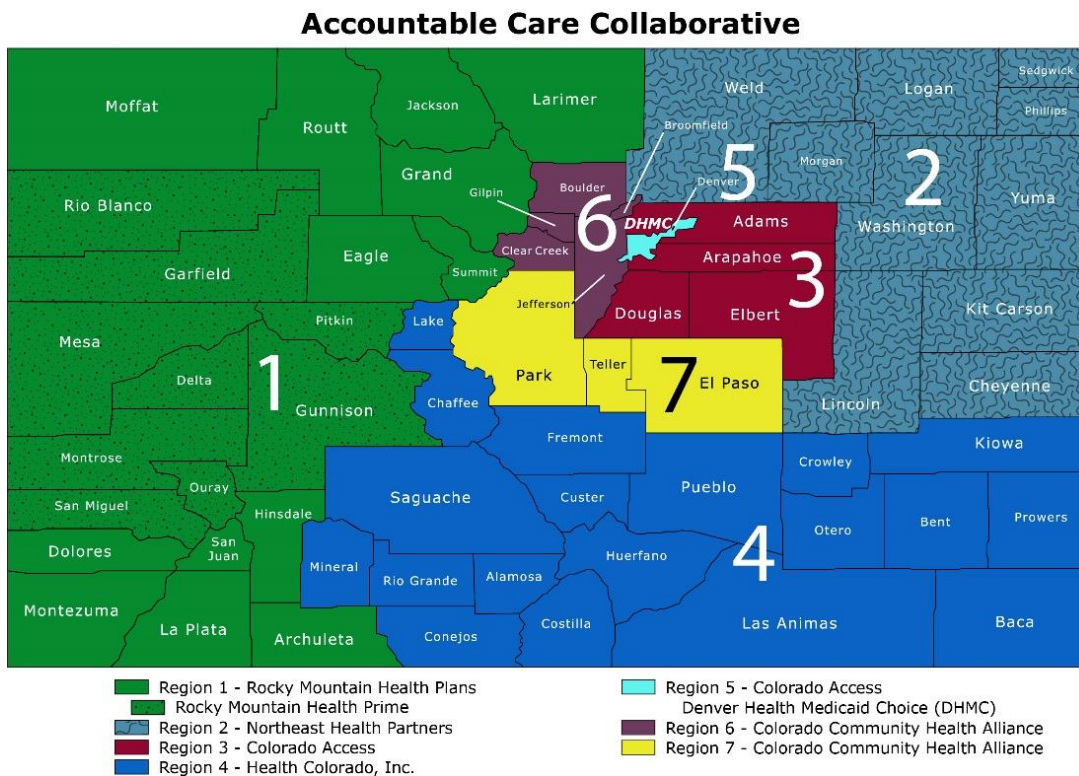 Accountable Care Collaborative
Moffat
Routt
Jackson
Larimer
Weld
Logan
Sedgwick
Phillips
Broomfield
Morgan
Grand
Boulder
Gilpin
5
Denver
2
Yuma
Washington
Rio Blanco
6
DHMC
Adams
Clear Creek
Eagle
Arapahoe
Garfield
Summit
3
Jefferson
Douglas
Elbert
Kit Carson
Pitkin
Lake
Mesa
Delta
1
Gunnison
Park
Teller
7
El Paso
Chaffee
Cheyenne
Lincoln
Fremont
Kiowa
Montrose
Crowley
Ouray
Saguache
Custer
Pueblo
San Miguel
Hinsdale
Otero
Bent
Prowers
Dolores
San
Juan
Mineral
Rio Grande
Alamosa
Huerfano
4
Montezuma
La Plata
Archuleta
Conejos
Costilla
Las Animas
Baca
Region 1 - Rocky Mountain Health Plans
Rocky Mountain Health Prime
Region 2 - Northeast Health Partners
Region 3 - Colorado Access
Region 4 - Health Colorado, Inc.
Region 5 - Colorado Access
Denver Health Medicaid Choice (DHMC)
Region 6 - Colorado Community Health Alliance
Region 7 - Colorado Community Health Alliance